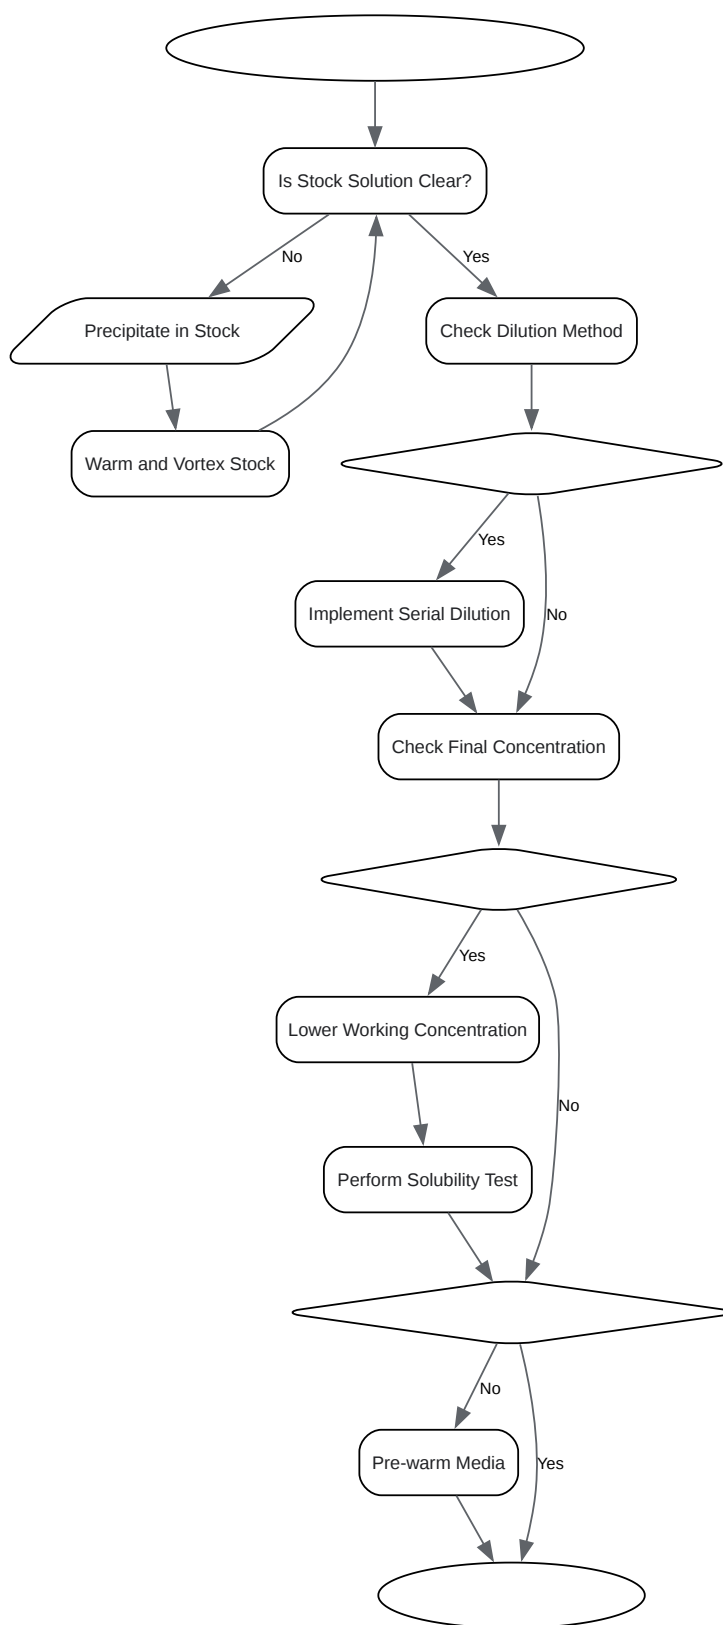 Is Stock Solution Clear?
No
Yes
Precipitate in Stock
Check Dilution Method
Warm and Vortex Stock
Yes
Implement Serial Dilution
No
Check Final Concentration
Yes
Lower Working Concentration
No
Perform Solubility Test
No
Pre-warm Media
Yes